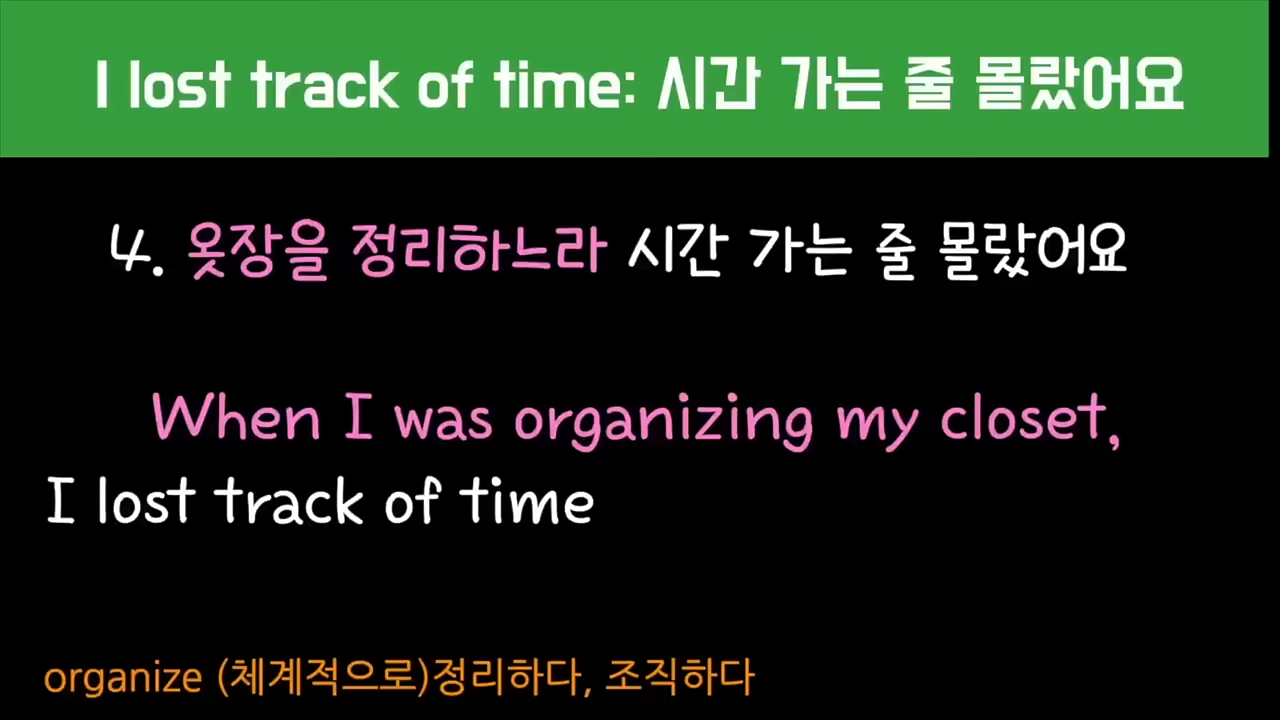 I lost track of time: 시간 가는 줄 몰랐어요
4. 옷장을 정리하느라 시간 가는 줄 몰랐어요
When I was organizing my closet,
I lost track of time
organize (체계적으로)정리하다, 조직하다